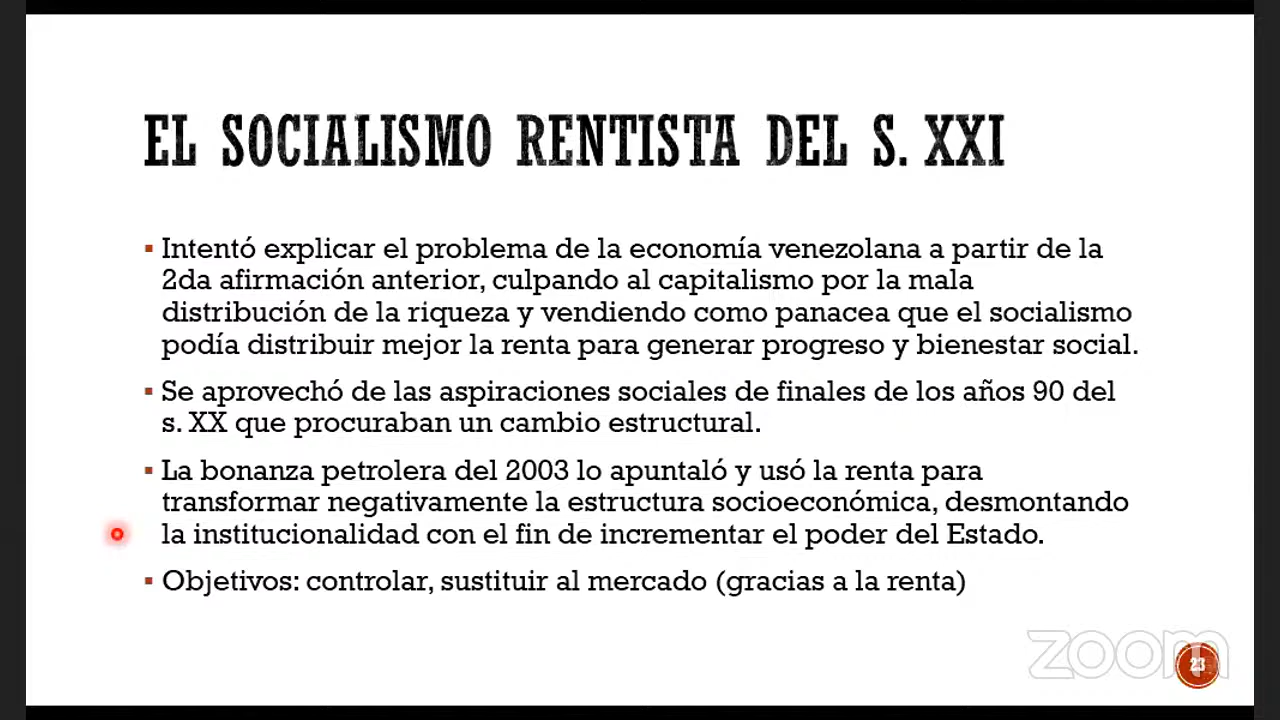 EL SOCIALISMO RENTISTA DEL S. XXI
▪ Intentó explicar el problema de la economía venezolana a partir de la
2da afirmación anterior, culpando al capitalismo por la mala
distribución de la riqueza y vendiendo como panacea que el socialismo
podía distribuir mejor la renta para generar progreso y bienestar social.
▪ Se aprovechó de las aspiraciones sociales de finales de los años 90 del
s. XX que procuraban un cambio estructural.
▪ La bonanza petrolera del 2003 lo apuntaló y usó la renta para
transformar negativamente la estructura socioeconómica, desmontando
la institucionalidad con el fin de incrementar el poder del Estado.
▪ Objetivos: controlar, sustituir al mercado (gracias a la renta)
zoom
23